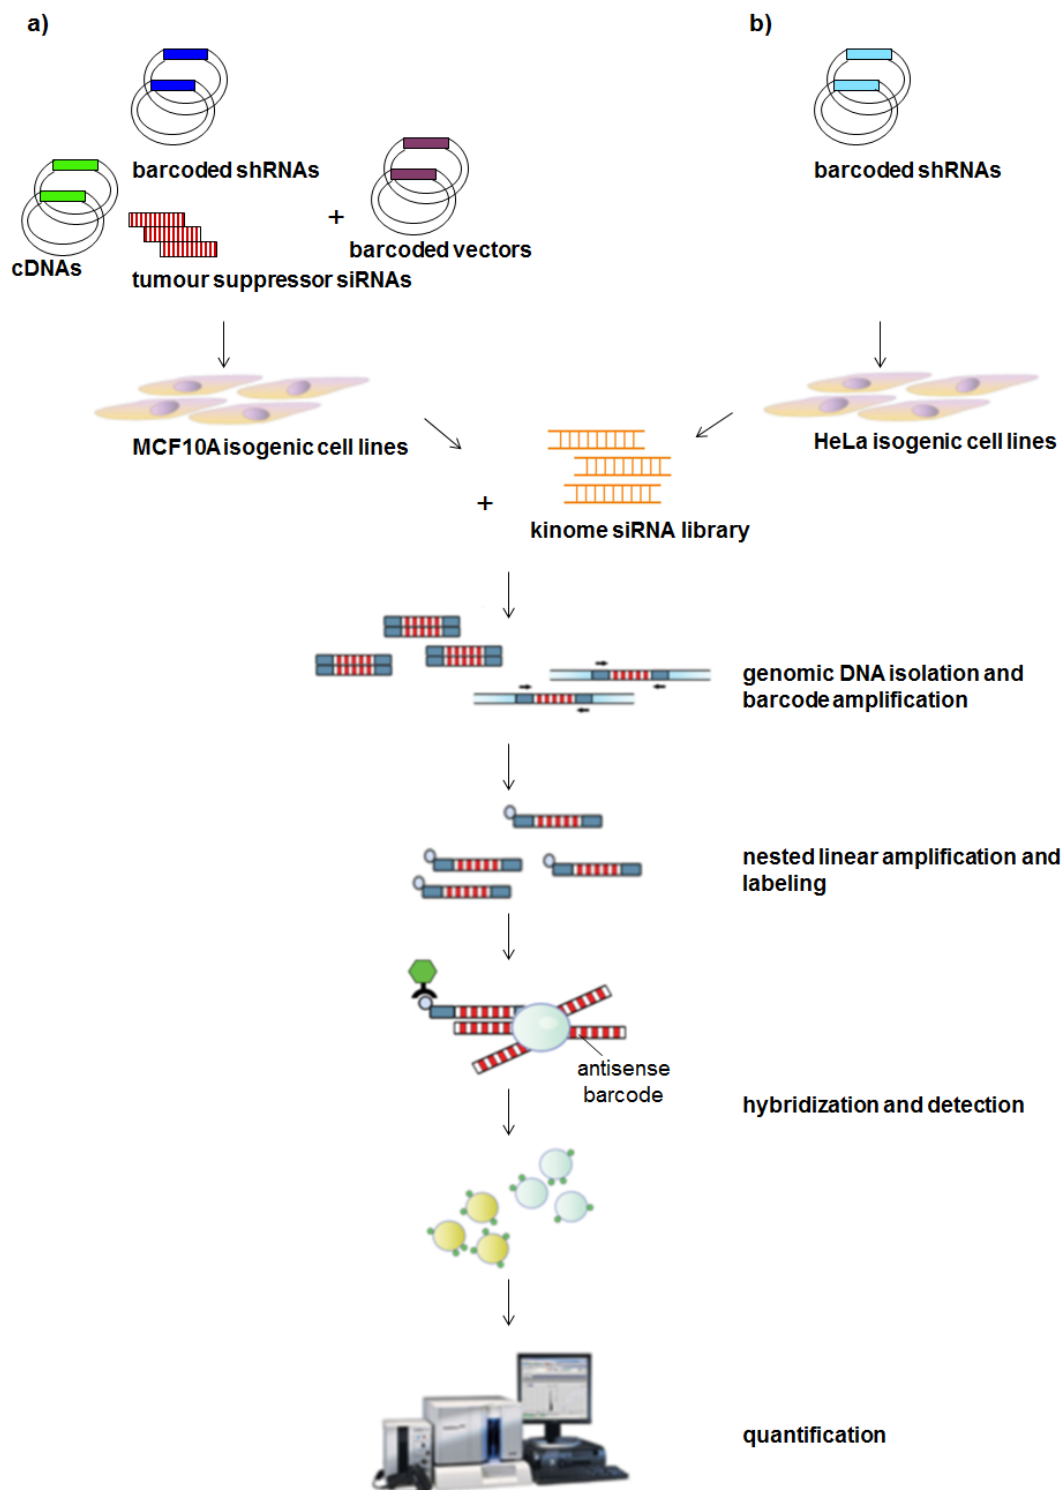 a)
b)
barcoded shRNAs
barcoded shRNAs
+
barcoded vectors
cDNAs
tumour suppressor siRNAs
MCF10A isogenic cell lines
HeLa isogenic cell lines
+
kinome siRNA library
genomic DNA isolation and
barcode amplification
nested linear amplification and
labeling
antisense
barcode
hybridization and detection
quantification